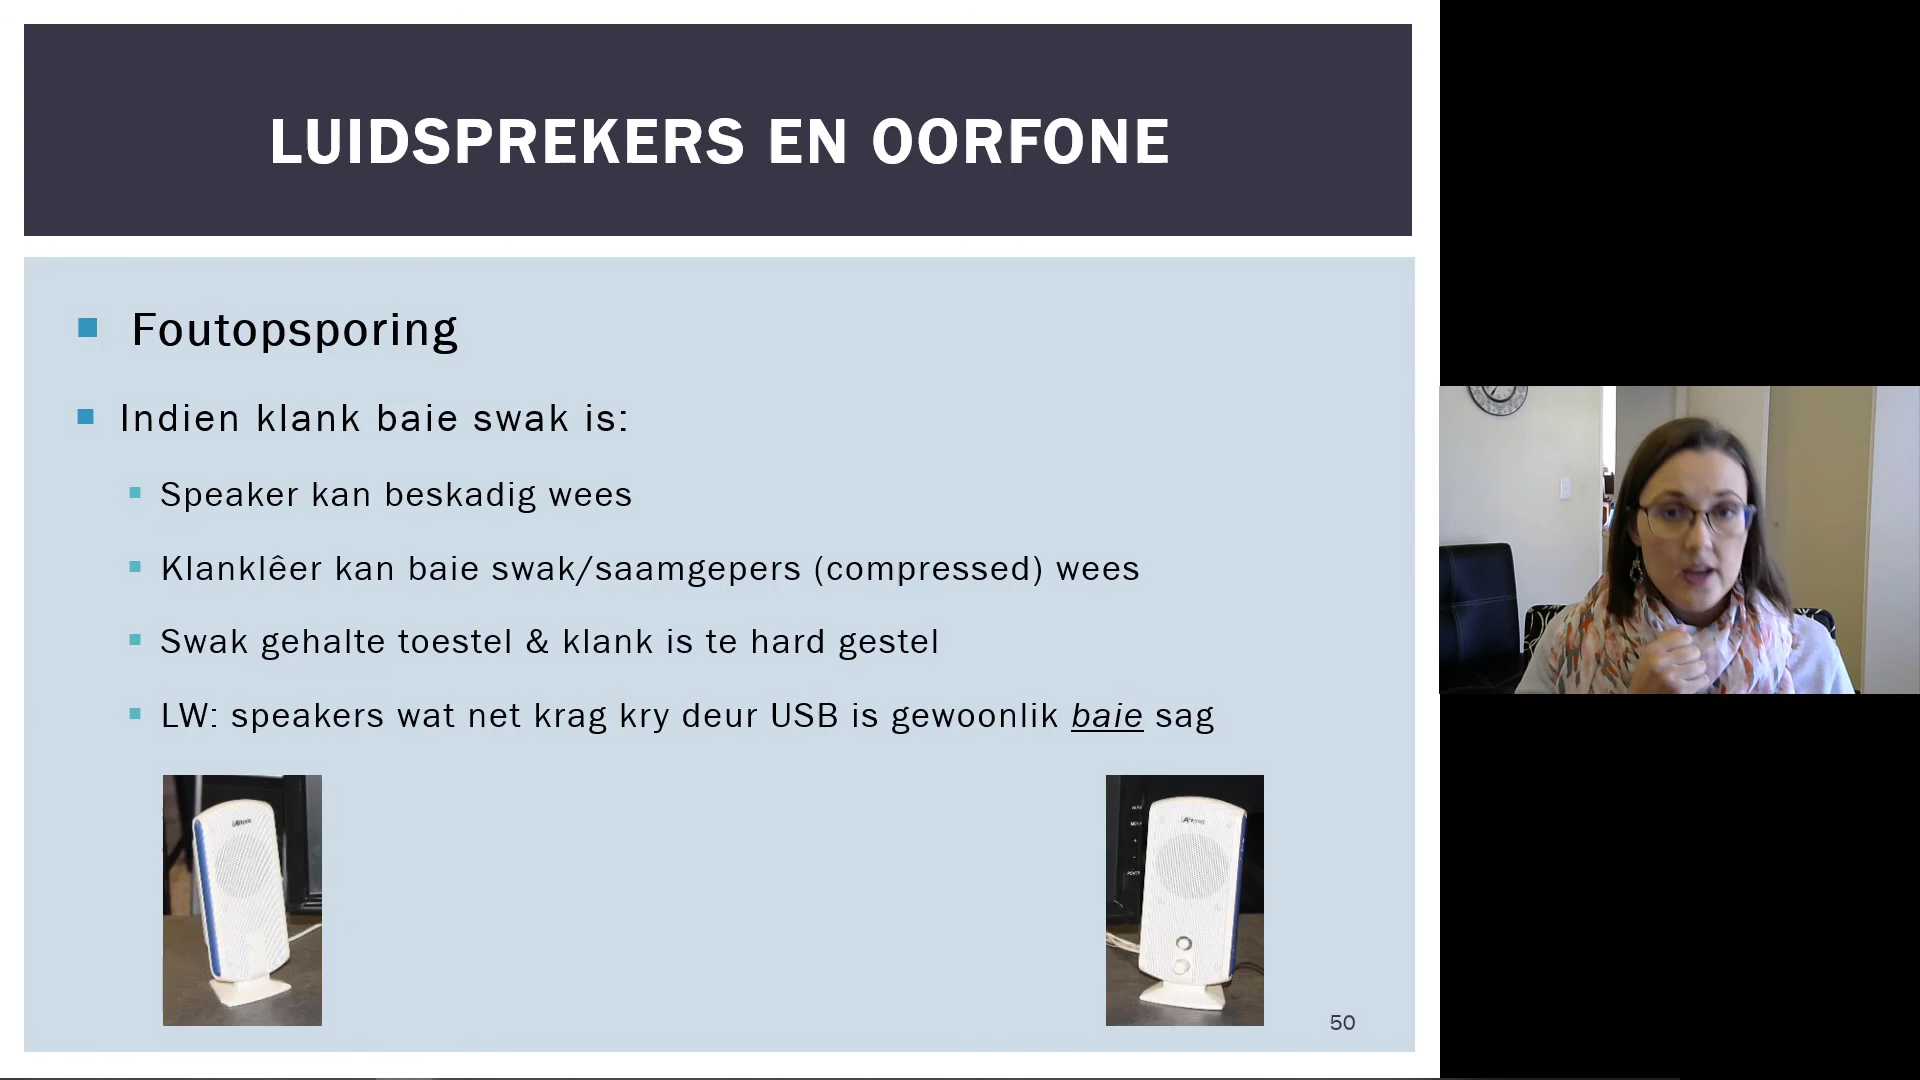 LUIDSPREKERS EN OORFONE
Foutopsporing
Indien klank baie swak is:
Speaker kan beskadig wees
Klanklêer kan baie swak/saamgepers (compressed) wees
Swak gehalte toestel & klank is te hard gestel
LW: speakers wat net krag kry deur USB is gewoonlik baie sag
50